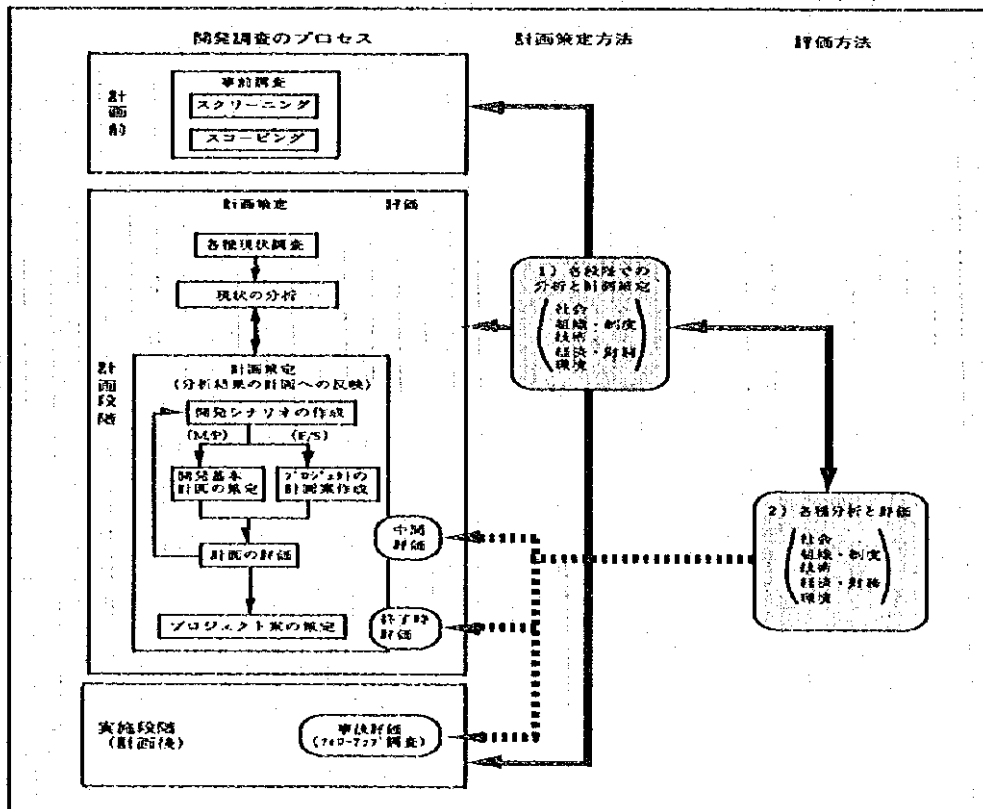 開発調査のプロセス
計画策定方法
評価方法
計画前
事前調査
スクリーニング
スコーピング
計画段階
計画策定
評価
各種現状調査
現状の分析
計画策定
(分析結果の計画への反映)
開発シナリオの作成
(M/P)
(F/S)
開発基本
計画の策定
プロジェクトの
計画案作成
計画の評価
プロジェクト案の策定
中間
評価
終了時
評価
実施段階
(計画後)
事後評価
(フォローアップ調査)
1) 各段階での
分析と計画策定
社会
組織・制度
技術
経済・財務
環境
2) 各種分析と評価
社会
組織・制度
技術
経済・財務
環境